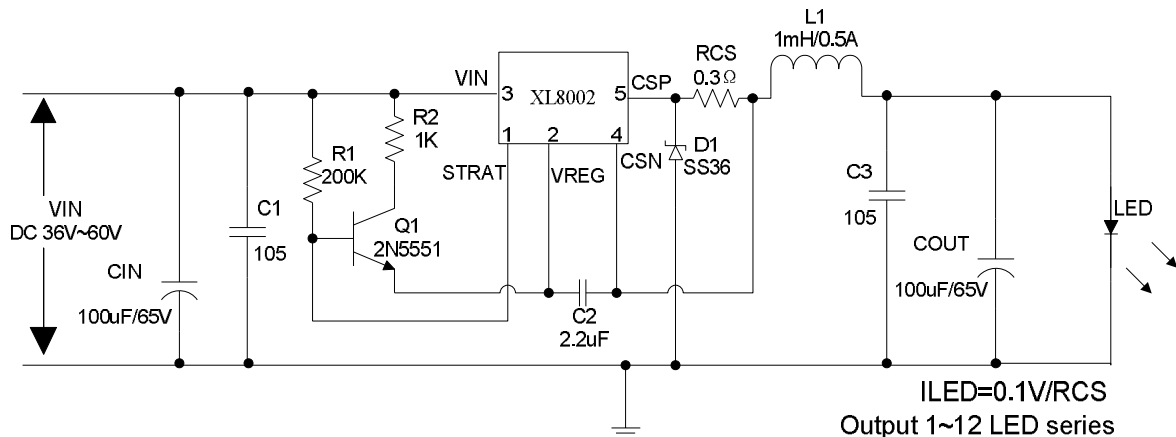 L1
1mH/0.5A
RCS
0.3Ω
VIN
3
XL8002
5
CSP
1
2
4
R2
1K
D1
SS36
R1
200K
STRAT
VREG
CSN
C3
105
LED
VIN
DC 36V~60V
C1
105
Q1
2N5551
COUT
100uF/65V
CIN
100uF/65V
C2
2.2uF
ILED=0.1V/RCS
Output 1~12 LED series